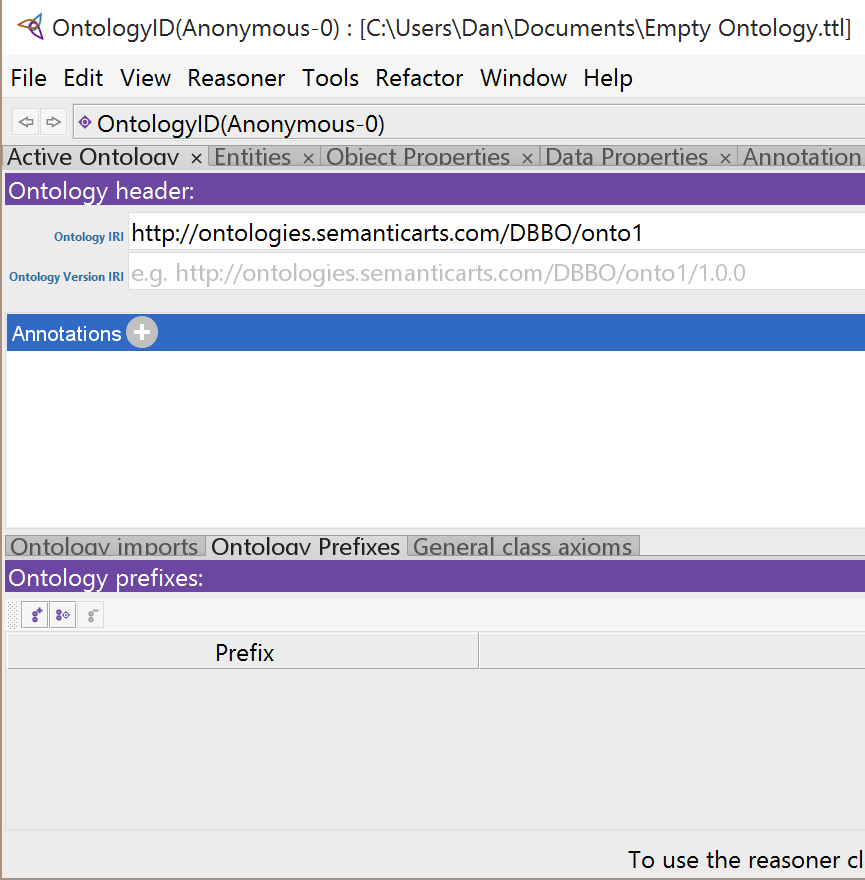 OntologyID(Anonymous-0) : [C:\Users\Dan\Documents\Empty Ontology.ttl]
File Edit View Reasoner Tools Refactor Window Help
OntologyID(Anonymous-0)
Active Ontology × Entities × Object Properties × Data Properties × Annotation
Ontology header:
Ontology IRI http://ontologies.semanticarts.com/DBBO/onto1
Ontology Version IRI e.g. http://ontologies.semanticarts.com/DBBO/onto1/1.0.0
Annotations
Ontology imports Ontology Prefixes General class axioms
Ontology prefixes:
Prefix
To use the reasoner cl